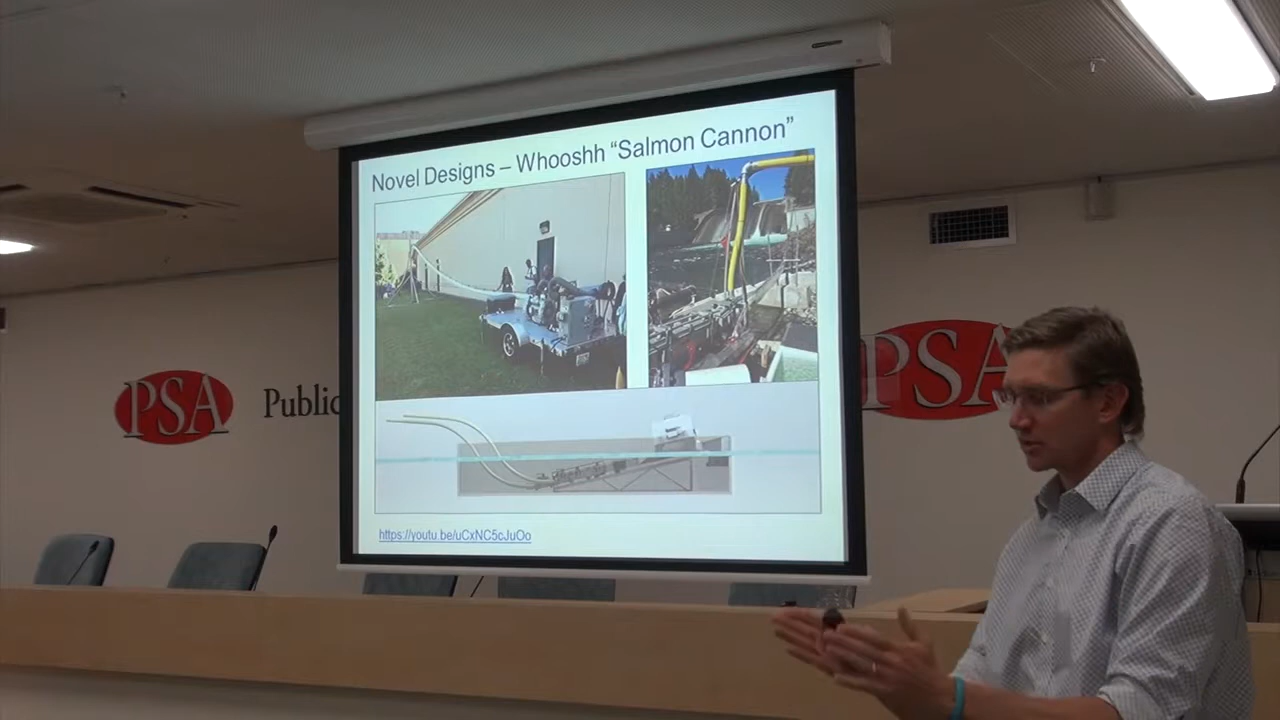 Novel Designs – Whooshh “Salmon Cannon”
https://youtu.be/uCxNC5cJuOo
PSA
Public
PSA